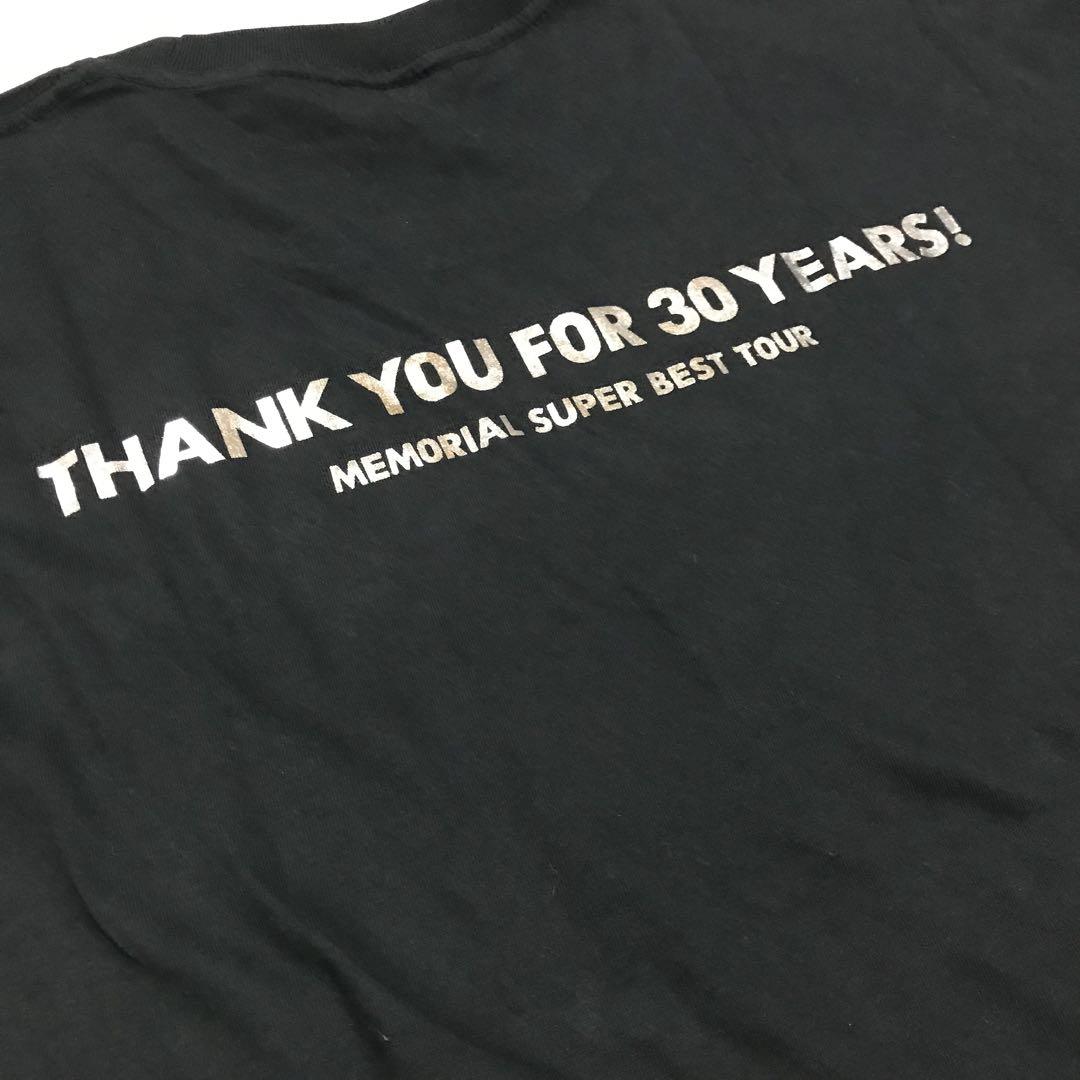 THANK YOU FOR 30 YEARS!
MEMORIAL SUPER BEST TOUR